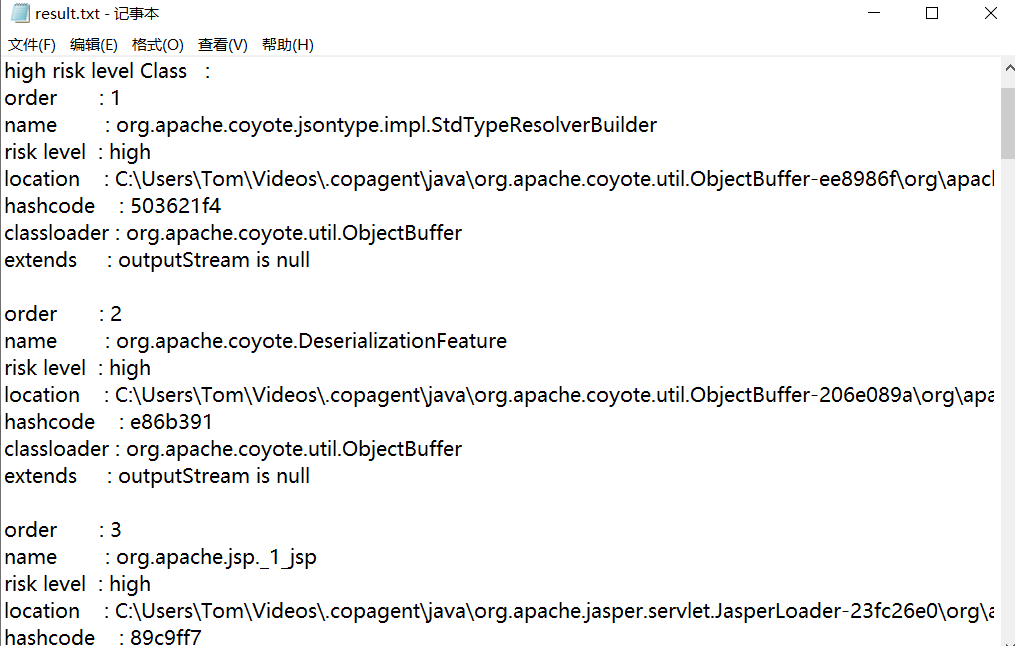 result.txt - 记事本
文件(F) 编辑(E) 格式(O) 查看(V) 帮助(H)
high risk level Class :
order : 1
name : org.apache.coyote.jsontype.impl.StdTypeResolverBuilder
risk level : high
location : C:\Users\Tom\Videos\.copagent\java\org.apache.coyote.util.ObjectBuffer-ee8986f\org\apacl
hashcode : 503621f4
classloader : org.apache.coyote.util.ObjectBuffer
extends : outputStream is null
order : 2
name : org.apache.coyote.DeserializationFeature
risk level : high
location : C:\Users\Tom\Videos\.copagent\java\org.apache.coyote.util.ObjectBuffer-206e089a\org\apa
hashcode : e86b391
classloader : org.apache.coyote.util.ObjectBuffer
extends : outputStream is null
order : 3
name : org.apache.jsp._1_jsp
risk level : high
location : C:\Users\Tom\Videos\.copagent\java\org.apache.jasper.servlet.JasperLoader-23fc26e0\org\a
hashcode : 89c9ff7